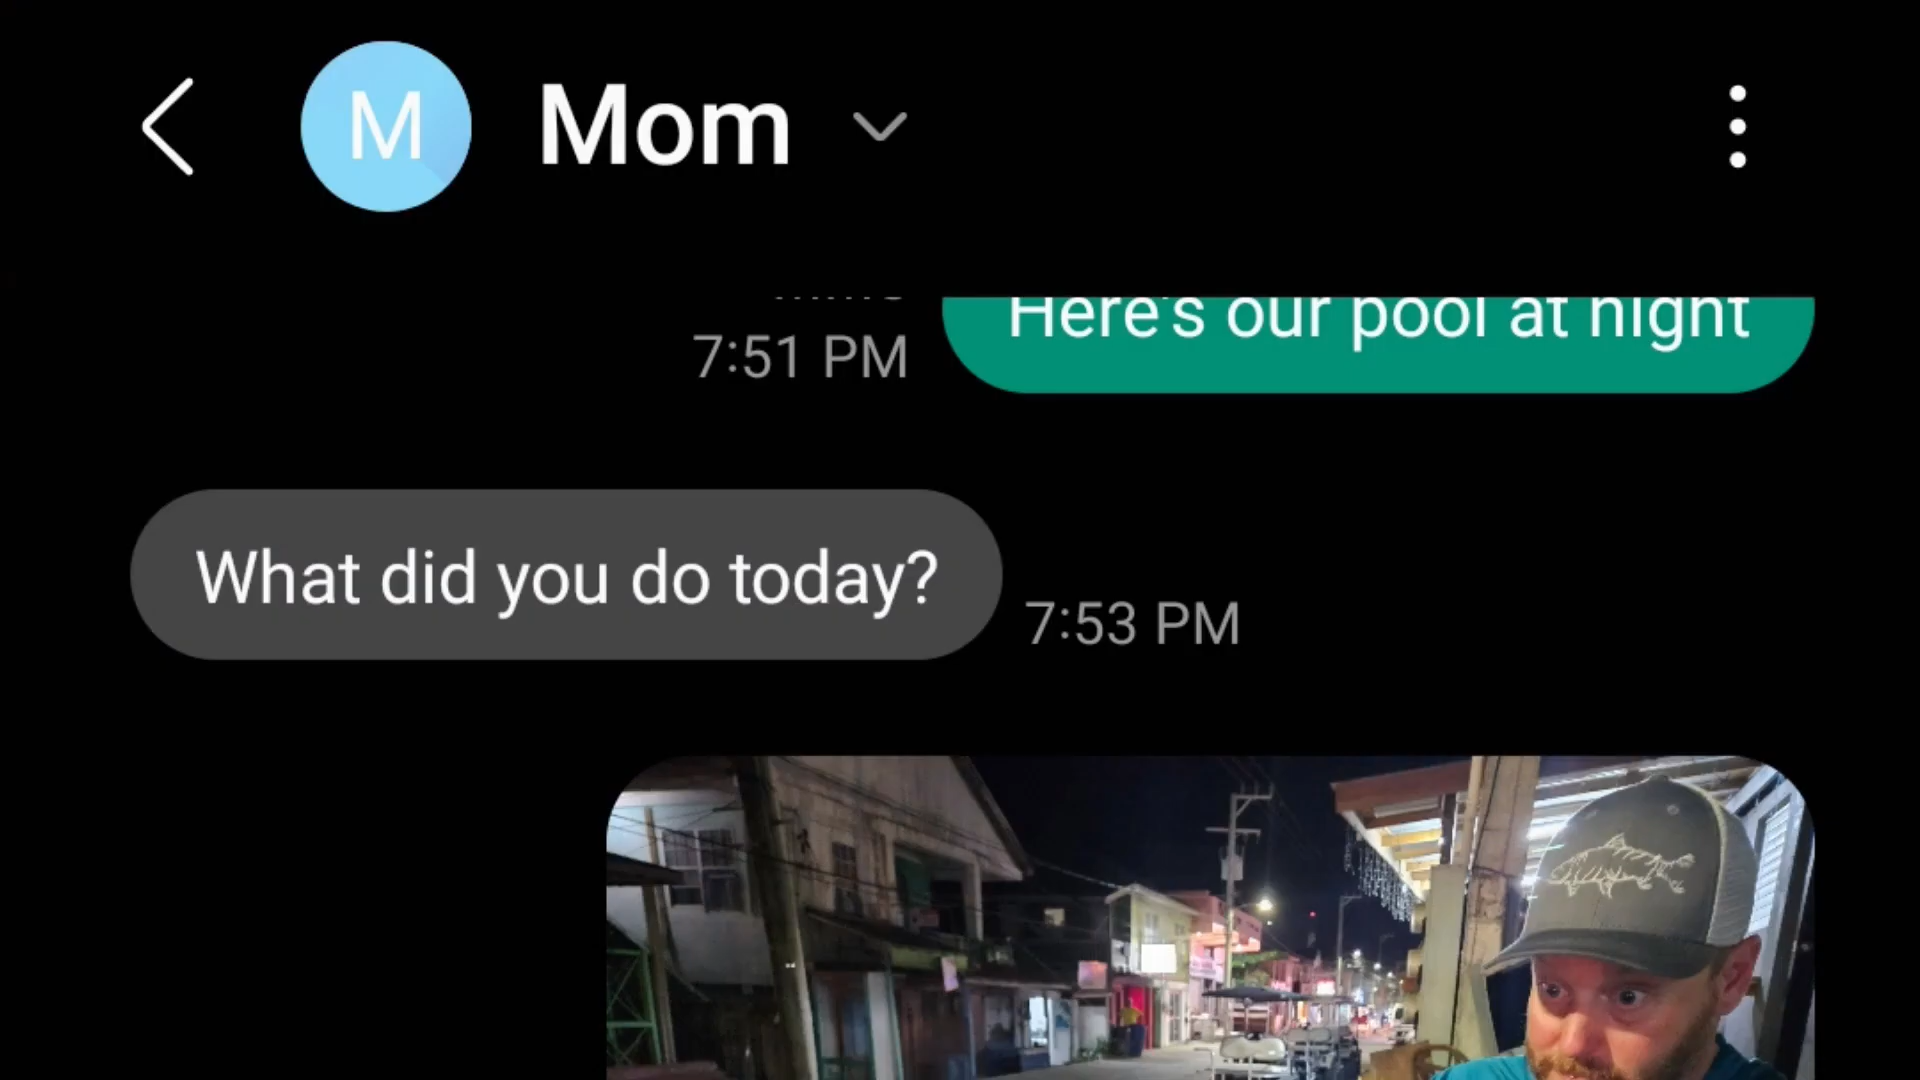 M
Mom
Here's our pool at night
7:51 PM
What did you do today?
7:53 PM